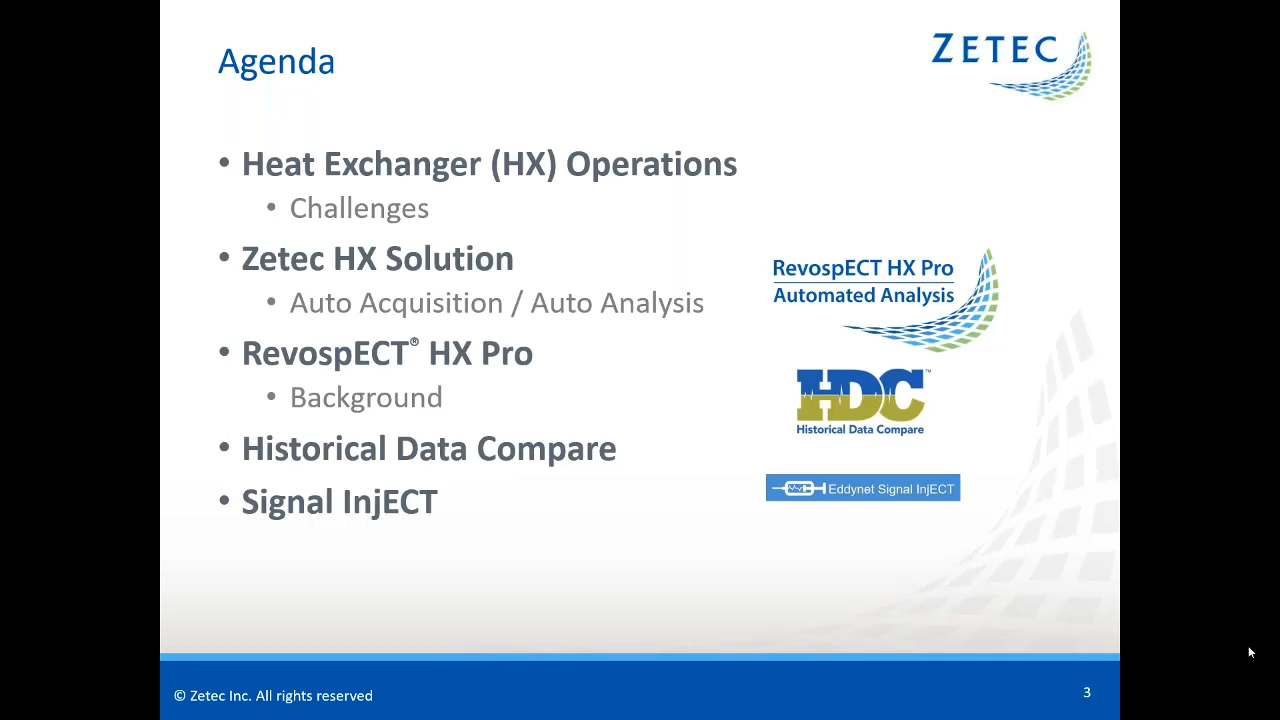 Agenda
ZETEC
• Heat Exchanger (HX) Operations
• Challenges
• Zetec HX Solution
• Auto Acquisition / Auto Analysis
• RevospECT® HX Pro
• Background
• Historical Data Compare
• Signal InjECT
RevospECT HX Pro
Automated Analysis
HDC™
Historical Data Compare
Eddynet Signal InjECT
© Zetec Inc. All rights reserved
3